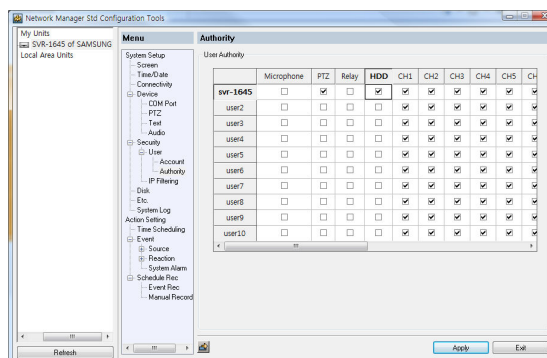 Network Manager Std Configuration Tools
My Units
SVR-1645 of SAMSUNG
Local Area Units
Refresh
Menu
System Setup
Screen
Time/Date
Connectivity
Device
COM Port
PTZ
Text
Audio
Security
User
Account
Authority
IP Filtering
Disk
Etc.
System Log
Action Setting
Time Scheduling
Event
Source
Reaction
System Alarm
Schedule Rec
Event Rec
Manual Record
Authority
User Authority
Microphone PTZ Relay HDD CH1 CH2 CH3 CH4 CH5 CH
svr-1645
user2
user3
user4
user5
user6
user7
user8
user9
user10
Apply Exit